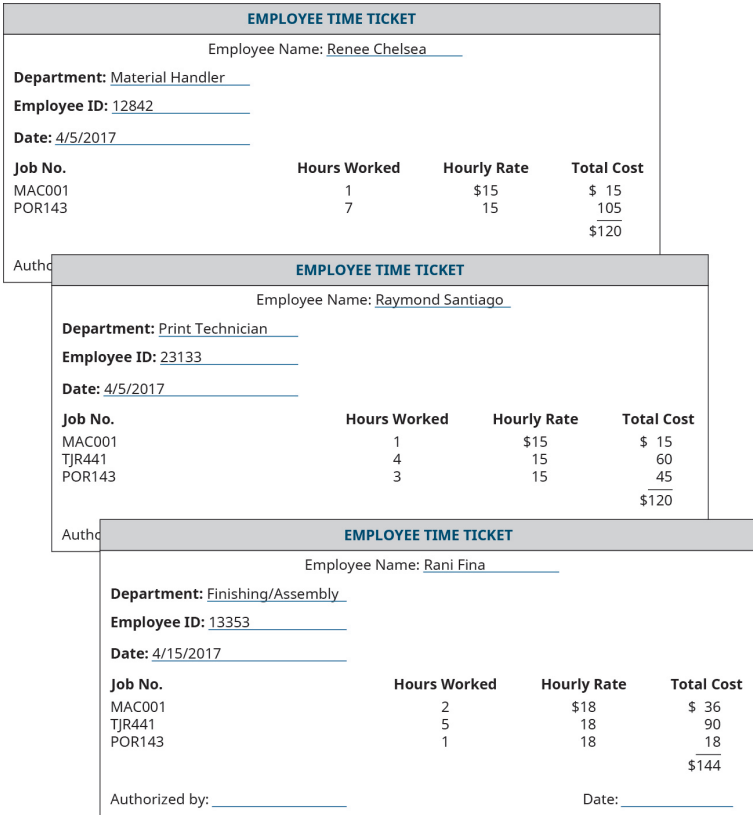 EMPLOYEE TIME TICKET
Employee Name: Renee Chelsea
Department: Material Handler
Employee ID: 12842
Date: 4/5/2017
Job No. Hours Worked Hourly Rate Total Cost
MAC001 1 $15 $ 15
POR143 7 15 105
$120
EMPLOYEE TIME TICKET
Employee Name: Raymond Santiago
Department: Print Technician
Employee ID: 23133
Date: 4/5/2017
Job No. Hours Worked Hourly Rate Total Cost
MAC001 1 $15 $ 15
TJR441 4 15 60
POR143 3 15 45
$120
EMPLOYEE TIME TICKET
Employee Name: Rani Fina
Department: Finishing/Assembly
Employee ID: 13353
Date: 4/15/2017
Job No. Hours Worked Hourly Rate Total Cost
MAC001 2 $18 $ 36
TJR441 5 18 90
POR143 1 18 18
$144
Authorized by: Date: